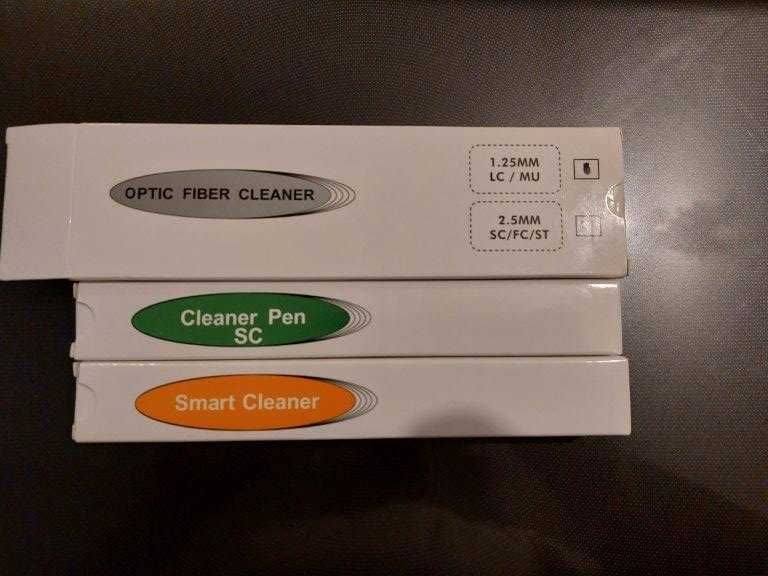 OPTIC FIBER CLEANER
1.25MM
LC / MU
2.5MM
SC/FC/ST
Cleaner Pen
SC
Smart Cleaner